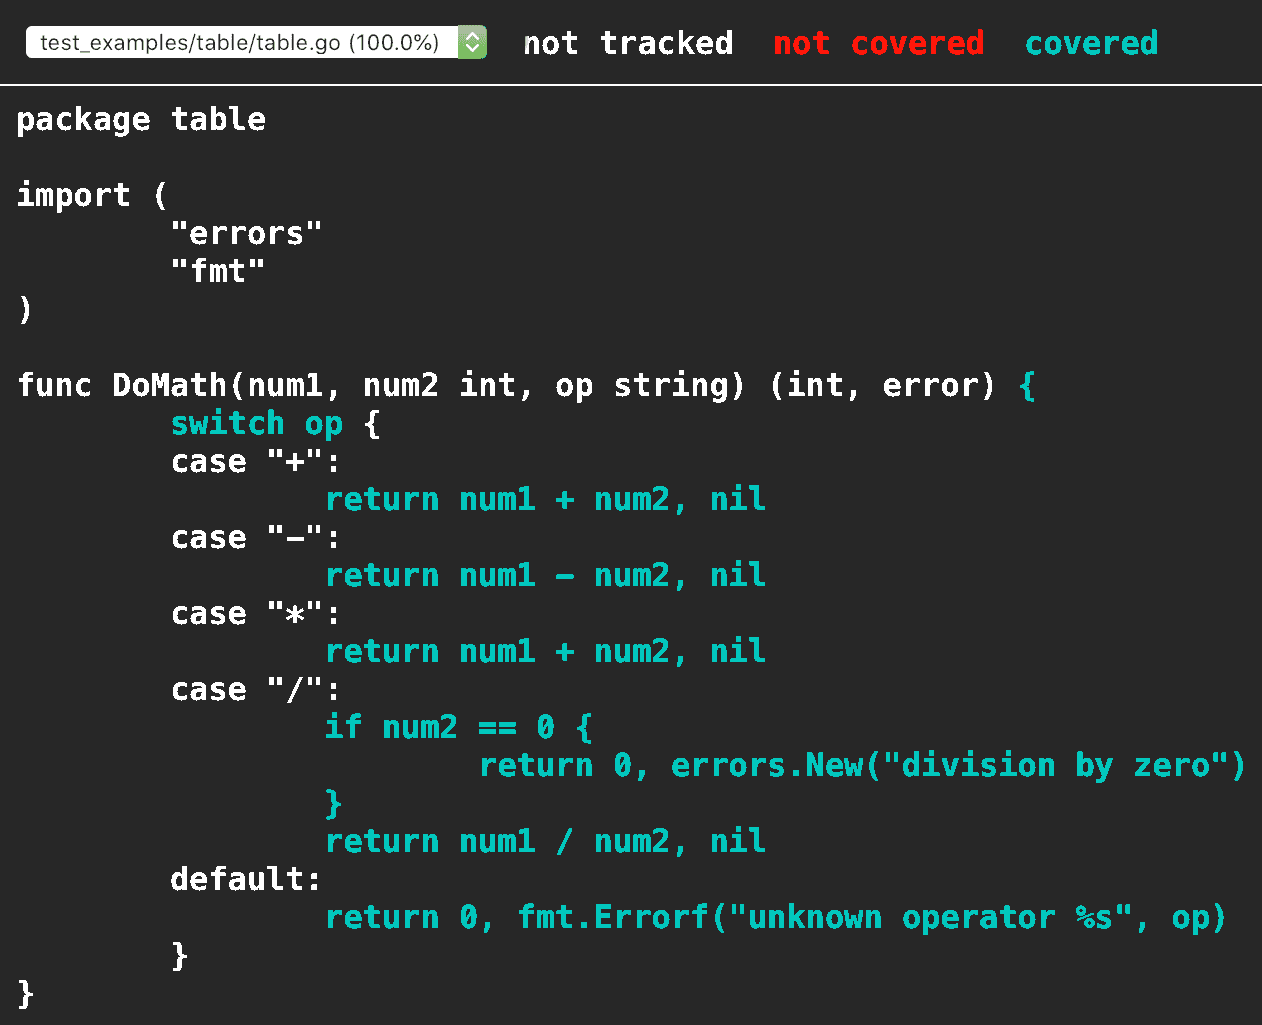 test_examples/table/table.go (100.0%) not tracked not covered covered
package table
import (
"errors"
"fmt"
)
func DoMath(num1, num2 int, op string) (int, error) {
switch op {
case "+":
return num1 + num2, nil
case "-":
return num1 - num2, nil
case "*":
return num1 + num2, nil
case "/":
if num2 == 0 {
return 0, errors.New("division by zero")
}
return num1 / num2, nil
default:
return 0, fmt.Errorf("unknown operator %s", op)
}
}